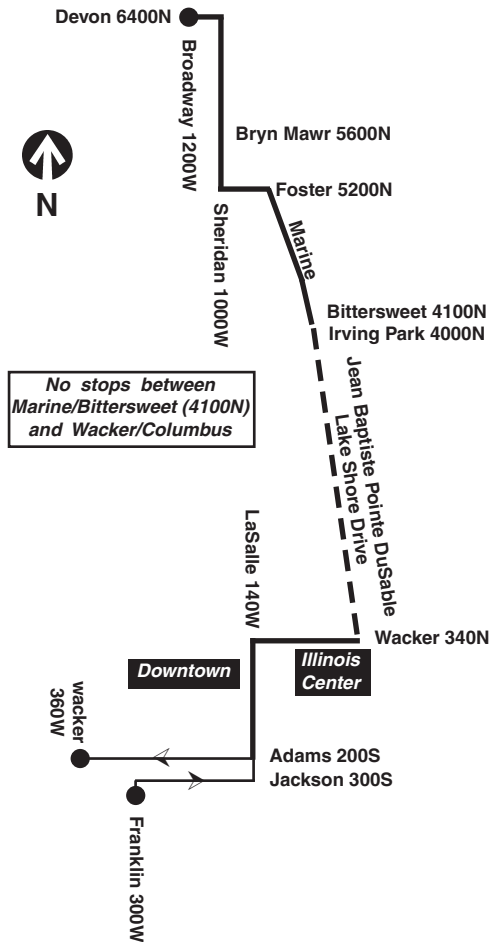 Devon 6400N
Broadway 1200W
Bryn Mawr 5600N
N
Foster 5200N
Sheridan 1000W
Marine
Bittersweet 4100N
Irving Park 4000N
No stops between
Marine/Bittersweet (4100N)
and Wacker/Columbus
Jean Baptiste Pointe DuSable
Lake Shore Drive
LaSalle 140W
Wacker 340N
Downtown
Illinois
Center
wacker
360W
Adams 200S
Jackson 300S
Franklin 300W